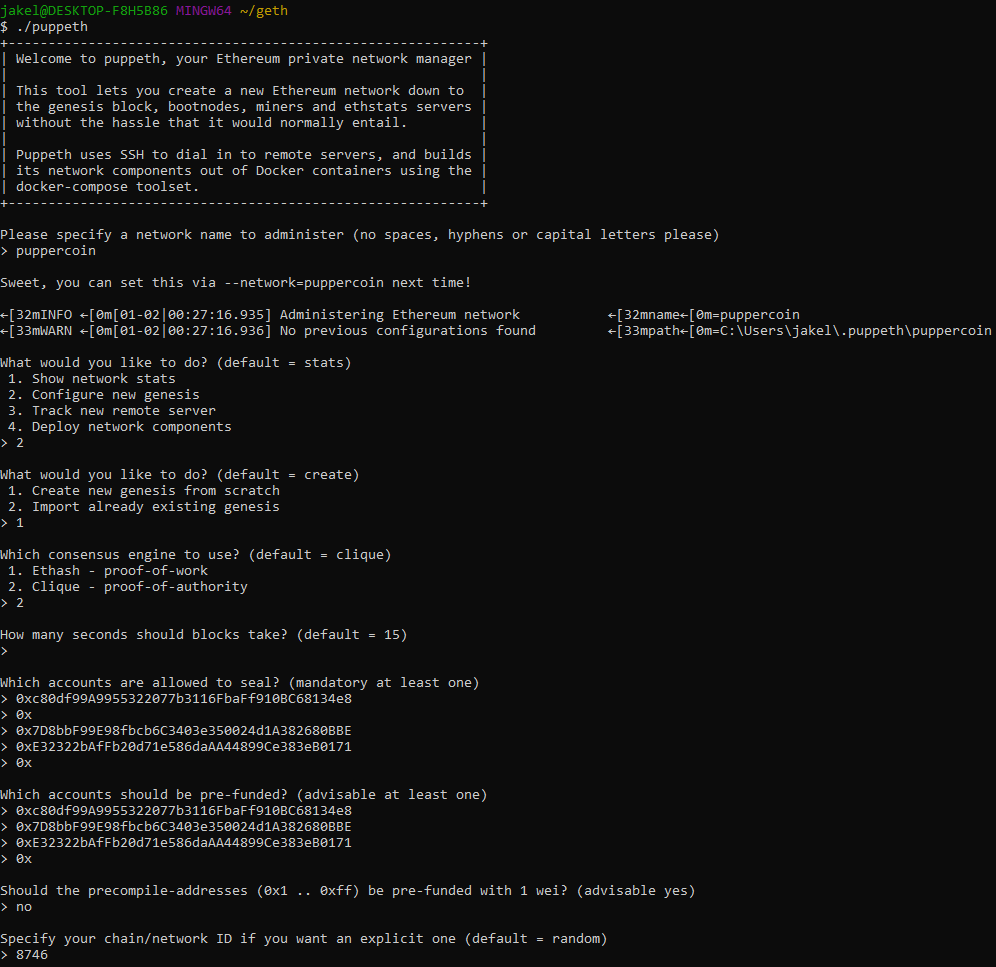 jakel@DESKTOP-F8H5B86 MINGW64 ~/geth
$ ./puppeth
+-----------------------------------------------------------+
| Welcome to puppeth, your Ethereum private network manager |
|                                                           |
| This tool lets you create a new Ethereum network down to  |
| the genesis block, bootnodes, miners and ethstats servers |
| without the hassle that it would normally entail.         |
|                                                           |
| Puppeth uses SSH to dial in to remote servers, and builds |
| its network components out of Docker containers using the |
| docker-compose toolset.                                   |
+-----------------------------------------------------------+
Please specify a network name to administer (no spaces, hyphens or capital letters please)
> puppercoin
Sweet, you can set this via --network=puppercoin next time!
←[32mINFO ←[0m[01-02|00:27:16.935] Administering Ethereum network           ←[32mname←[0m=puppercoin
←[33mWARN ←[0m[01-02|00:27:16.936] No previous configurations found         ←[33mpath←[0m=C:\Users\jakel\.puppeth\puppercoin
What would you like to do? (default = stats)
 1. Show network stats
 2. Configure new genesis
 3. Track new remote server
 4. Deploy network components
> 2
What would you like to do? (default = create)
 1. Create new genesis from scratch
 2. Import already existing genesis
> 1
Which consensus engine to use? (default = clique)
 1. Ethash - proof-of-work
 2. Clique - proof-of-authority
> 2
How many seconds should blocks take? (default = 15)
>
Which accounts are allowed to seal? (mandatory at least one)
> 0xc80df99A9955322077b3116FbaFf910BC68134e8
> 0x
> 0x7D8bbF99E98fbcb6C3403e350024d1A382680BBE
> 0xE32322bAfFb20d71e586daAA44899Ce383eB0171
> 0x
Which accounts should be pre-funded? (advisable at least one)
> 0xc80df99A9955322077b3116FbaFf910BC68134e8
> 0x7D8bbF99E98fbcb6C3403e350024d1A382680BBE
> 0xE32322bAfFb20d71e586daAA44899Ce383eB0171
> 0x
Should the precompile-addresses (0x1 .. 0xff) be pre-funded with 1 wei? (advisable yes)
> no
Specify your chain/network ID if you want an explicit one (default = random)
> 8746